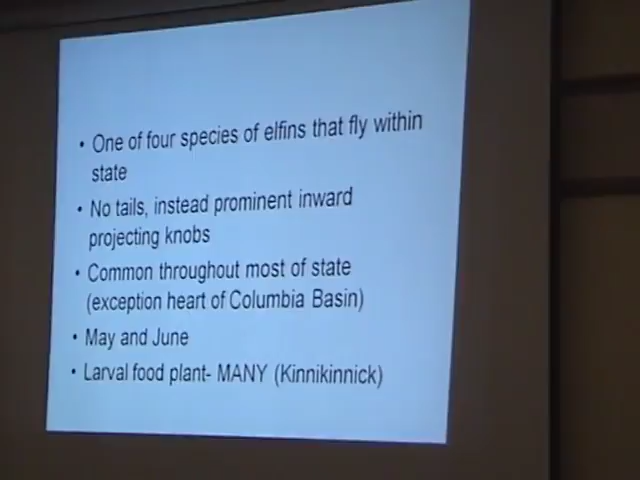 • One of four species of elfins that fly within
state
• No tails, instead prominent inward
projecting knobs
• Common throughout most of state
(exception heart of Columbia Basin)
• May and June
• Larval food plant- MANY (Kinnikinnick)